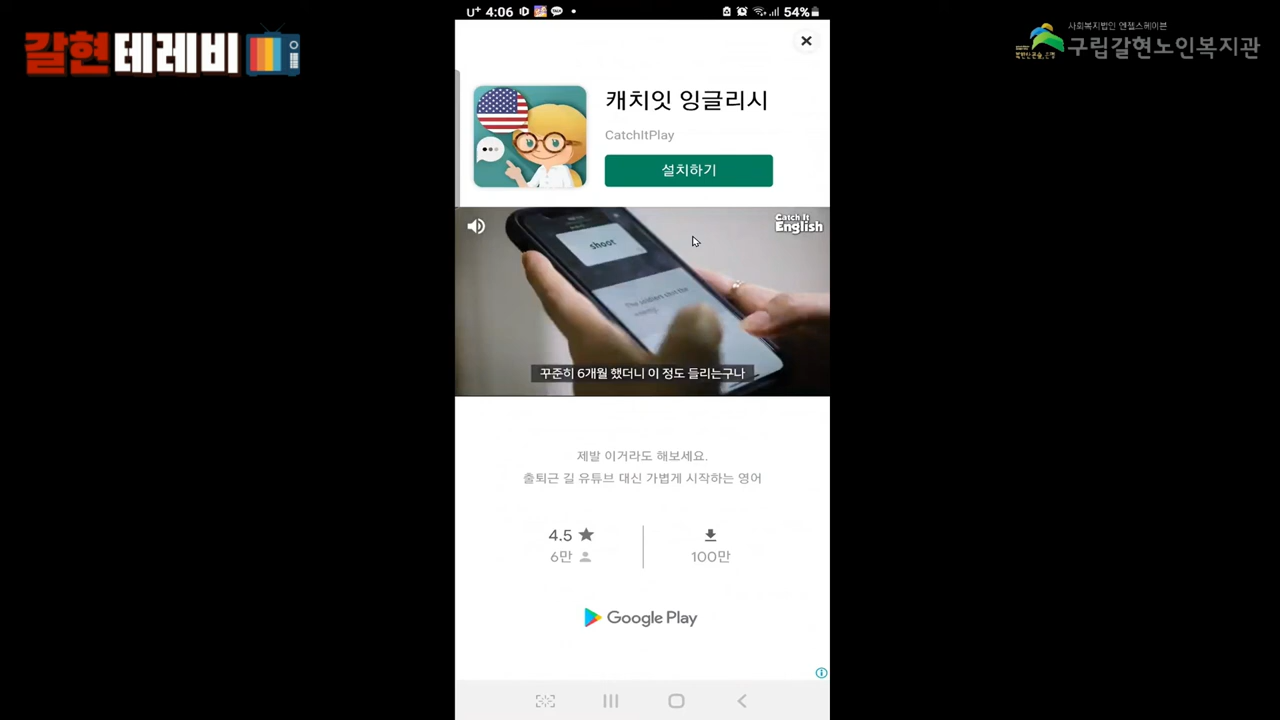 갈현테레비
사회복지법인 엔젤스헤이븐
구립갈현노인복지관
U+ 4:06
54%
캐치잇 잉글리시
CatchItPlay
설치하기
Catch It
English
shoot
꾸준히 6개월 했더니 이 정도 들리는구나
제발 이거라도 해보세요.
출퇴근 길 유튜브 대신 가볍게 시작하는 영어
4.5
6만
100만
Google Play